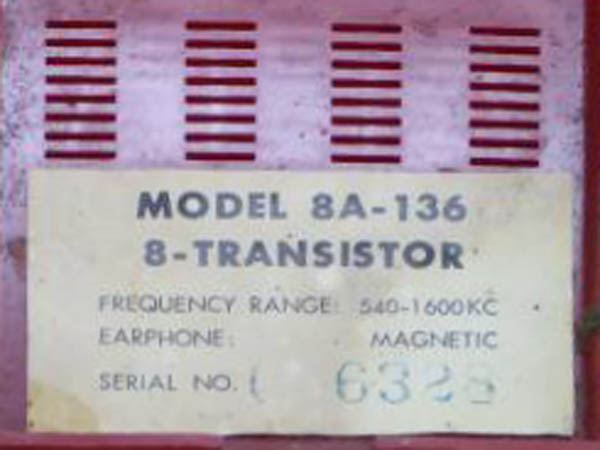 MODEL 8A-136
8-TRANSISTOR
FREQUENCY RANGE: 540-1600KC
EARPHONE: MAGNETIC
SERIAL NO.